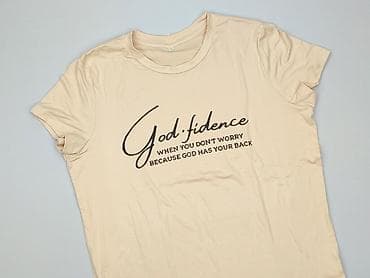 God.fidence
WHEN YOU DON'T WORRY
BECAUSE GOD HAS YOUR BACK